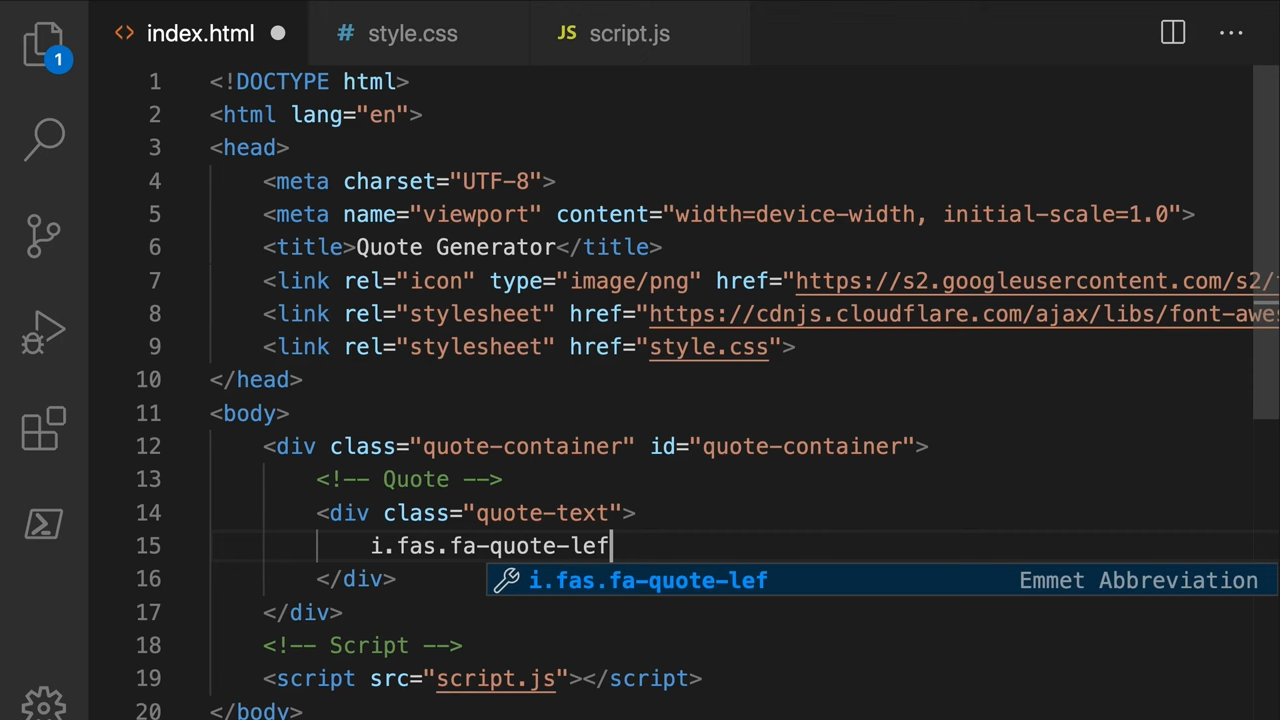 <> index.html ● # style.css JS script.js ...
1
1 <!DOCTYPE html>
2 <html lang="en">
3 <head>
4 <meta charset="UTF-8">
5 <meta name="viewport" content="width=device-width, initial-scale=1.0">
6 <title>Quote Generator</title>
7 <link rel="icon" type="image/png" href="https://s2.googleusercontent.com/s2/
8 <link rel="stylesheet" href="https://cdnjs.cloudflare.com/ajax/libs/font-awes
9 <link rel="stylesheet" href="style.css">
10 </head>
11 <body>
12 <div class="quote-container" id="quote-container">
13 <!-- Quote -->
14 <div class="quote-text">
15 i.fas.fa-quote-lef
16 </div>
i.fas.fa-quote-lef Emmet Abbreviation
17 </div>
18 <!-- Script -->
19 <script src="script.js"></script>
20 </body>